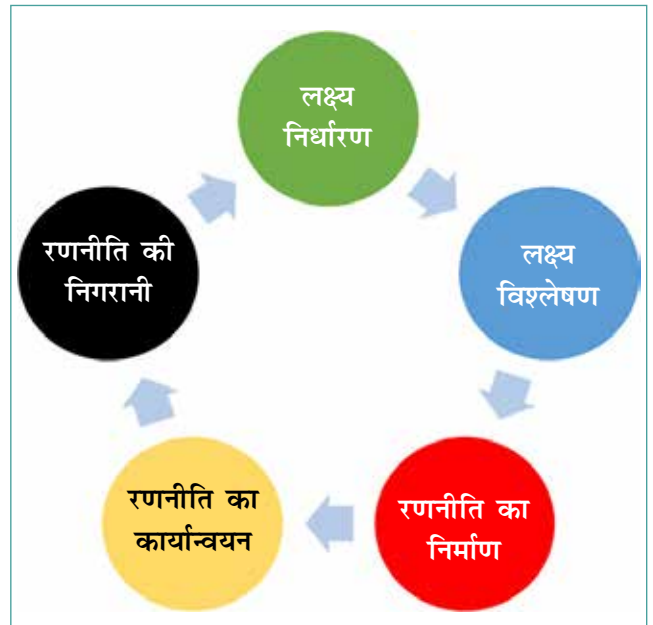 लक्ष्य
निर्धारण
लक्ष्य
विश्लेषण
रणनीति का
निर्माण
रणनीति का
कार्यान्वयन
रणनीति की
निगरानी